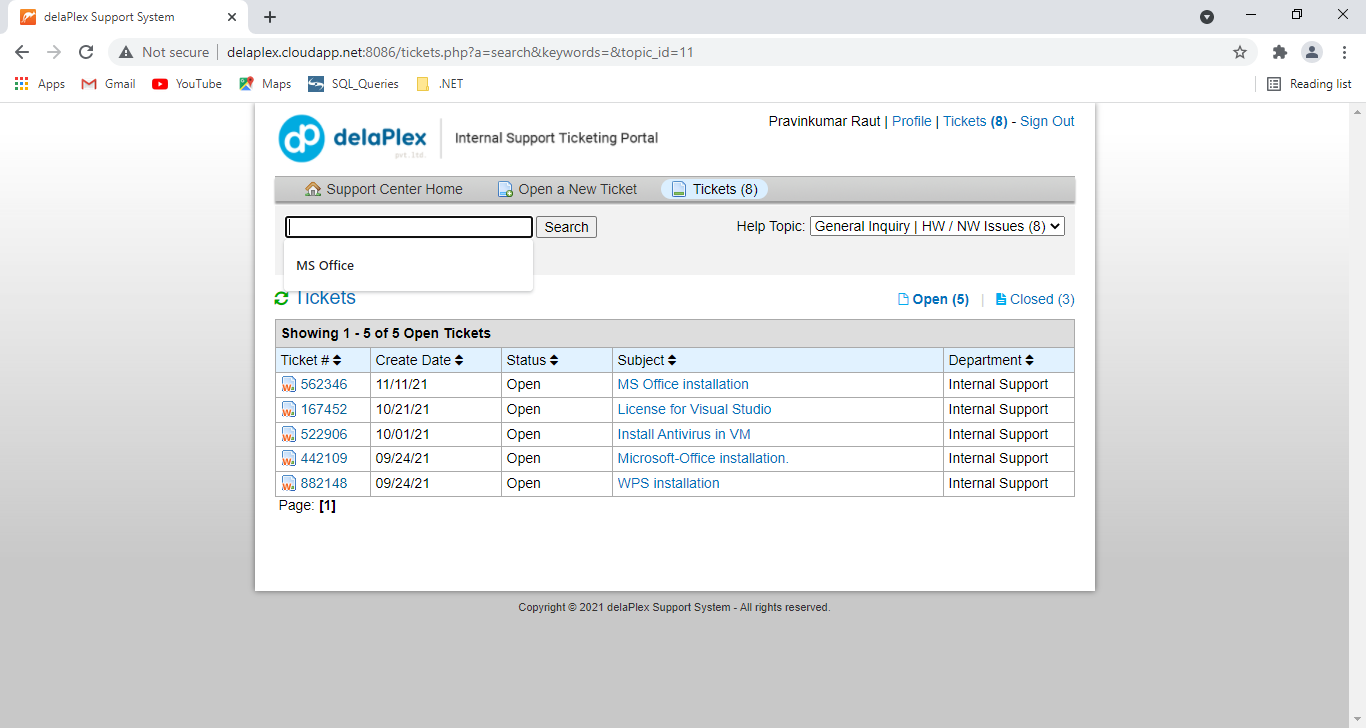 delaPlex Support System
Not secure delaplex.cloudapp.net:8086/tickets.php?a=search&keywords=&topic_id=11
Apps Gmail YouTube Maps SQL_Queries .NET Reading list
dp delaPlex pvt.ltd. Internal Support Ticketing Portal
Pravinkumar Raut | Profile | Tickets (8) - Sign Out
Support Center Home Open a New Ticket Tickets (8)
Search Help Topic: General Inquiry | HW / NW Issues (8)
MS Office
Tickets Open (5) | Closed (3)
Showing 1 - 5 of 5 Open Tickets
Ticket # Create Date Status Subject Department
562346 11/11/21 Open MS Office installation Internal Support
167452 10/21/21 Open License for Visual Studio Internal Support
522906 10/01/21 Open Install Antivirus in VM Internal Support
442109 09/24/21 Open Microsoft-Office installation. Internal Support
882148 09/24/21 Open WPS installation Internal Support
Page: [1]
Copyright © 2021 delaPlex Support System - All rights reserved.